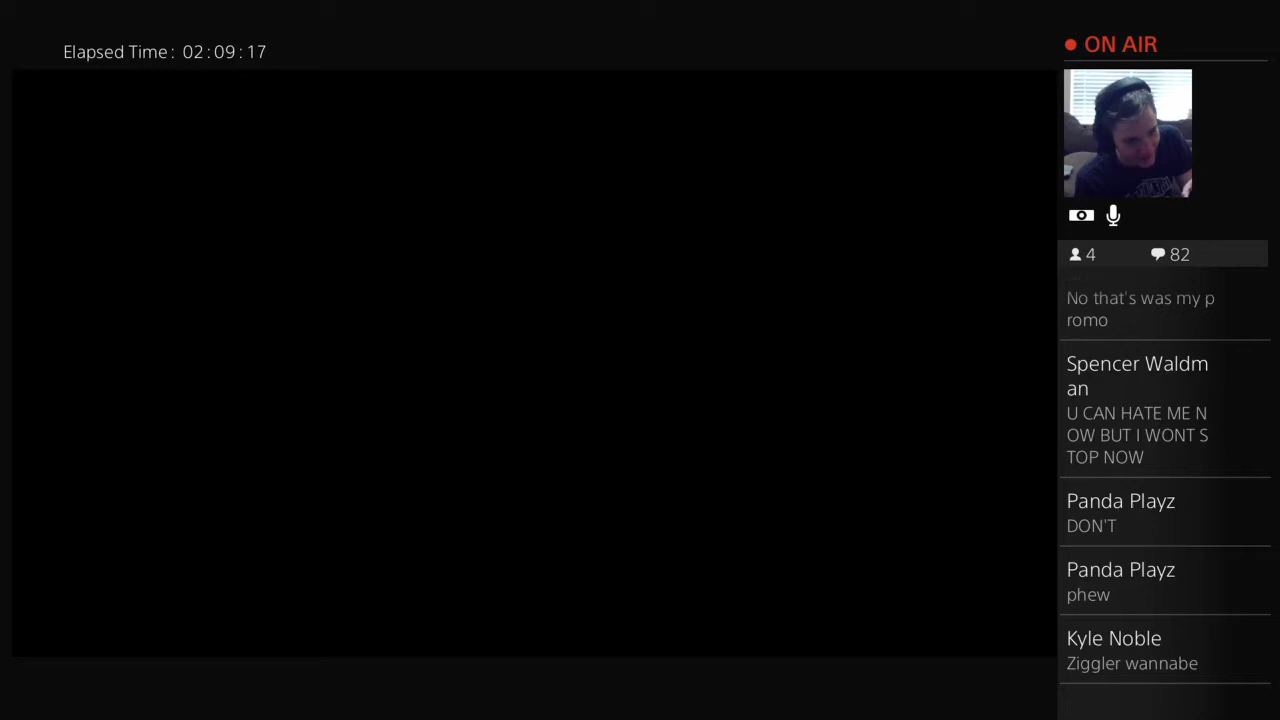 Elapsed Time: 02:09:17
ON AIR
4 82
No that's was my p
romo
Spencer Waldm
an
U CAN HATE ME N
OW BUT I WONT S
TOP NOW
Panda Playz
DON'T
Panda Playz
phew
Kyle Noble
Ziggler wannabe